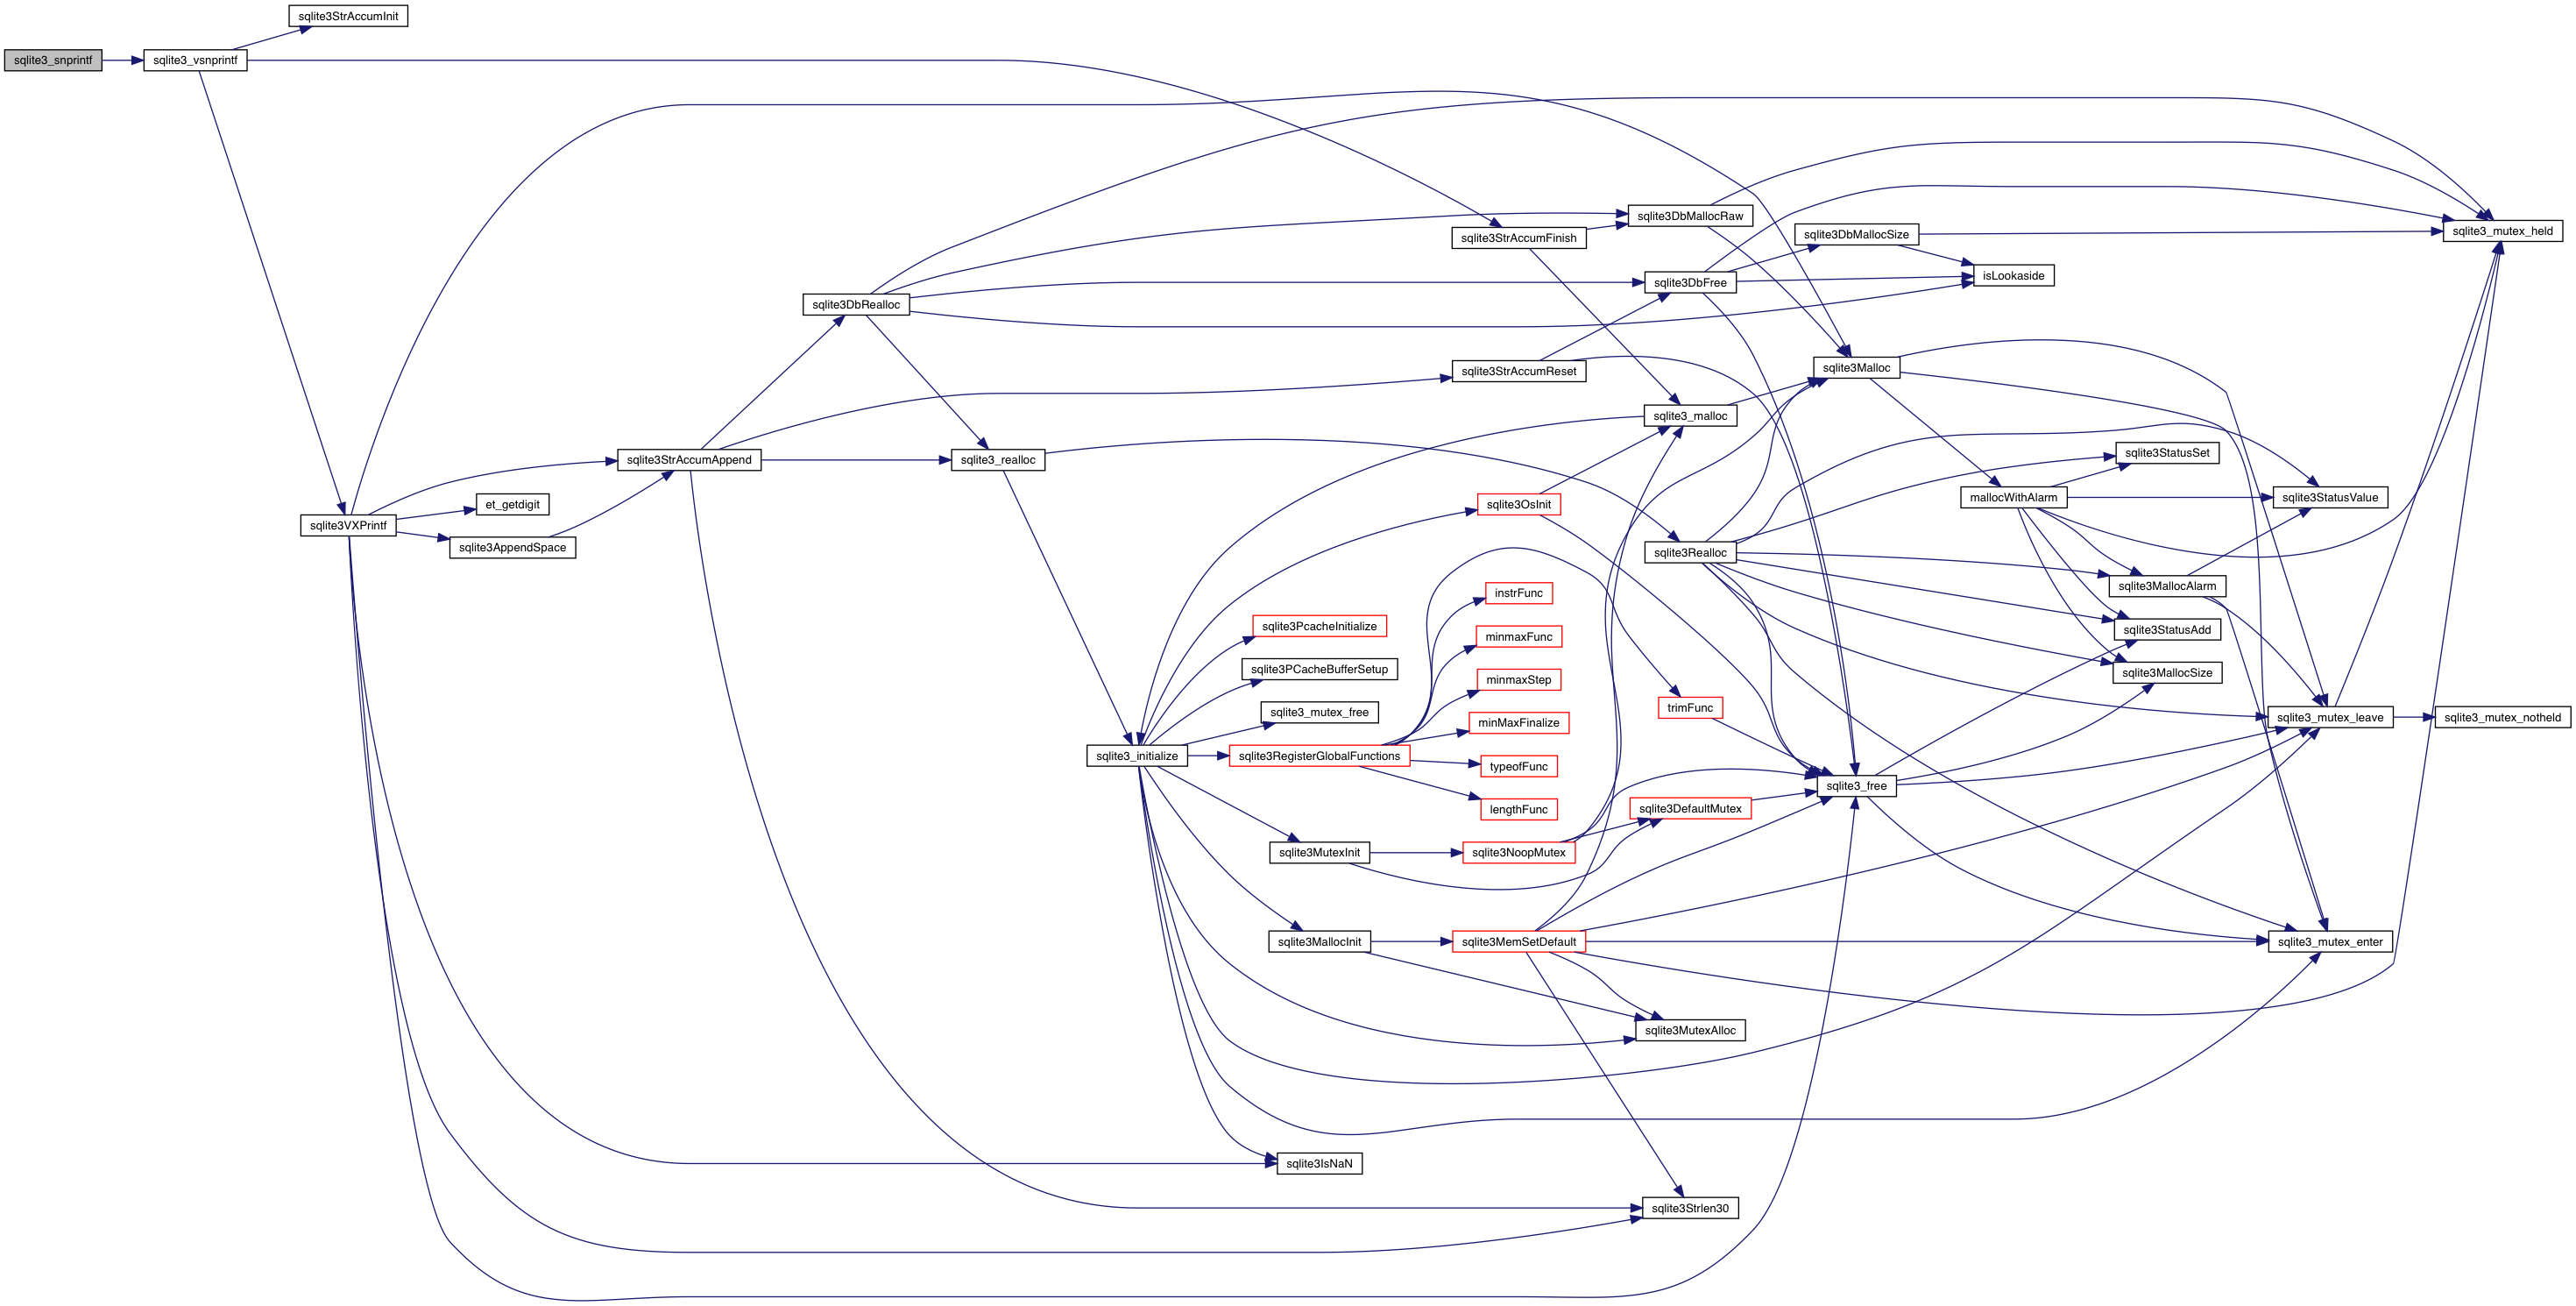 sqlite3_snprintf
sqlite3_vsnprintf
sqlite3StrAccumInit
sqlite3VXPrintf
et_getdigit
sqlite3AppendSpace
sqlite3StrAccumAppend
sqlite3DbRealloc
sqlite3_realloc
sqlite3_initialize
sqlite3PcacheInitialize
sqlite3PCacheBufferSetup
sqlite3_mutex_free
sqlite3RegisterGlobalFunctions
sqlite3MutexInit
sqlite3MallocInit
sqlite3IsNaN
sqlite3StrAccumFinish
sqlite3StrAccumReset
sqlite3OsInit
instrFunc
minmaxFunc
minmaxStep
minMaxFinalize
typeofFunc
lengthFunc
sqlite3NoopMutex
sqlite3MemSetDefault
sqlite3DbMallocRaw
sqlite3DbFree
sqlite3_malloc
sqlite3Realloc
trimFunc
sqlite3DefaultMutex
sqlite3MutexAlloc
sqlite3Strlen30
sqlite3DbMallocSize
isLookaside
sqlite3Malloc
mallocWithAlarm
sqlite3_free
sqlite3StatusSet
sqlite3StatusValue
sqlite3MallocAlarm
sqlite3StatusAdd
sqlite3MallocSize
sqlite3_mutex_held
sqlite3_mutex_leave
sqlite3_mutex_notheld
sqlite3_mutex_enter